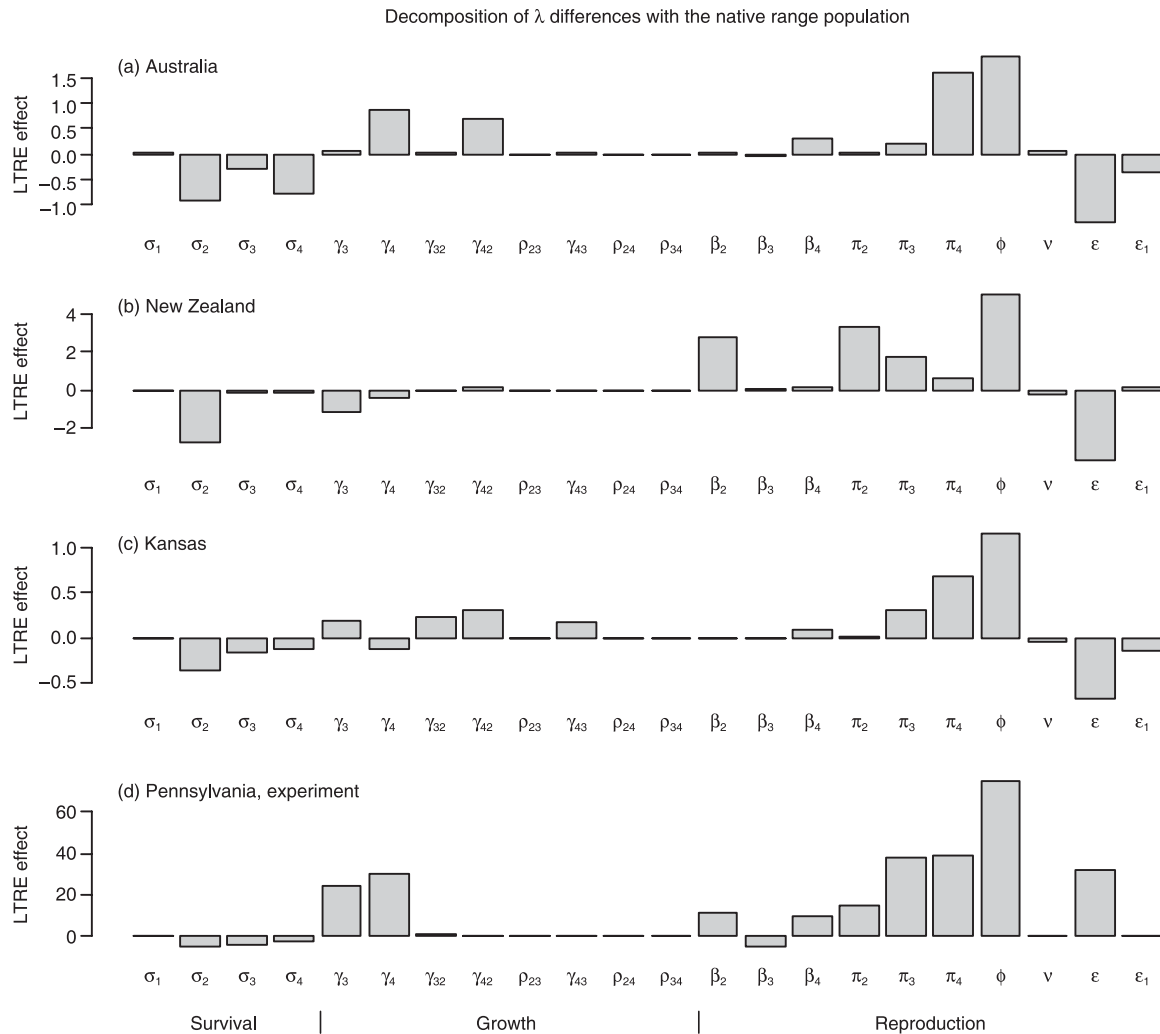 Decomposition of λ differences with the native range population
(a) Australia
LTRE effect
1.5
1.0
0.5
0.0
−0.5
−1.0
σ1 σ2 σ3 σ4 γ3 γ4 γ32 γ42 ρ23 γ43 ρ24 ρ34 β2 β3 β4 π2 π3 π4 ϕ ν ε ε1
(b) New Zealand
LTRE effect
4
2
0
−2
σ1 σ2 σ3 σ4 γ3 γ4 γ32 γ42 ρ23 γ43 ρ24 ρ34 β2 β3 β4 π2 π3 π4 ϕ ν ε ε1
(c) Kansas
LTRE effect
1.0
0.5
0.0
−0.5
σ1 σ2 σ3 σ4 γ3 γ4 γ32 γ42 ρ23 γ43 ρ24 ρ34 β2 β3 β4 π2 π3 π4 ϕ ν ε ε1
(d) Pennsylvania, experiment
LTRE effect
60
40
20
0
σ1 σ2 σ3 σ4 γ3 γ4 γ32 γ42 ρ23 γ43 ρ24 ρ34 β2 β3 β4 π2 π3 π4 ϕ ν ε ε1
Survival | Growth | Reproduction